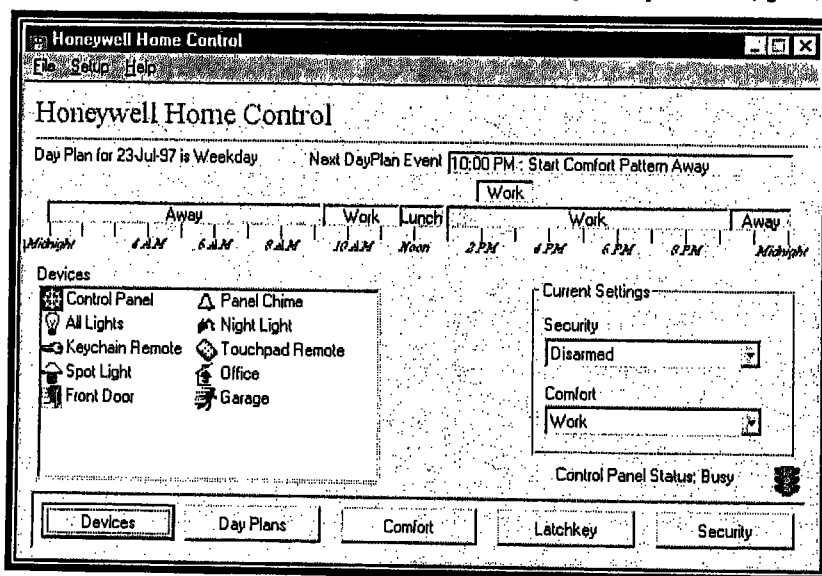 Honeywell Home Control
File Setup Help
Honeywell Home Control
Day Plan for 23-Jul-97 is Weekday
Next DayPlan Event 10:00 PM : Start Comfort Pattern Away
Work
Away Work Lunch Work Away
Midnight 4 AM 6 AM 8 AM 10 AM Noon 2 PM 4 PM 6 PM 8 PM Midnight
Devices
Control Panel
All Lights
Keychain Remote
Spot Light
Front Door
Panel Chime
Night Light
Touchpad Remote
Office
Garage
Current Settings
Security
Disarmed
Comfort
Work
Control Panel Status: Busy
Devices Day Plans Comfort Latchkey Security